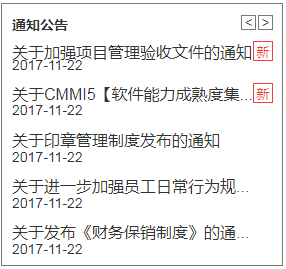 通知公告 < >
关于加强项目管理验收文件的通知 新
2017-11-22
关于CMMI5【软件能力成熟度集... 新
2017-11-22
关于印章管理制度发布的通知
2017-11-22
关于进一步加强员工日常行为规...
2017-11-22
关于发布《财务保销制度》的通...
2017-11-22